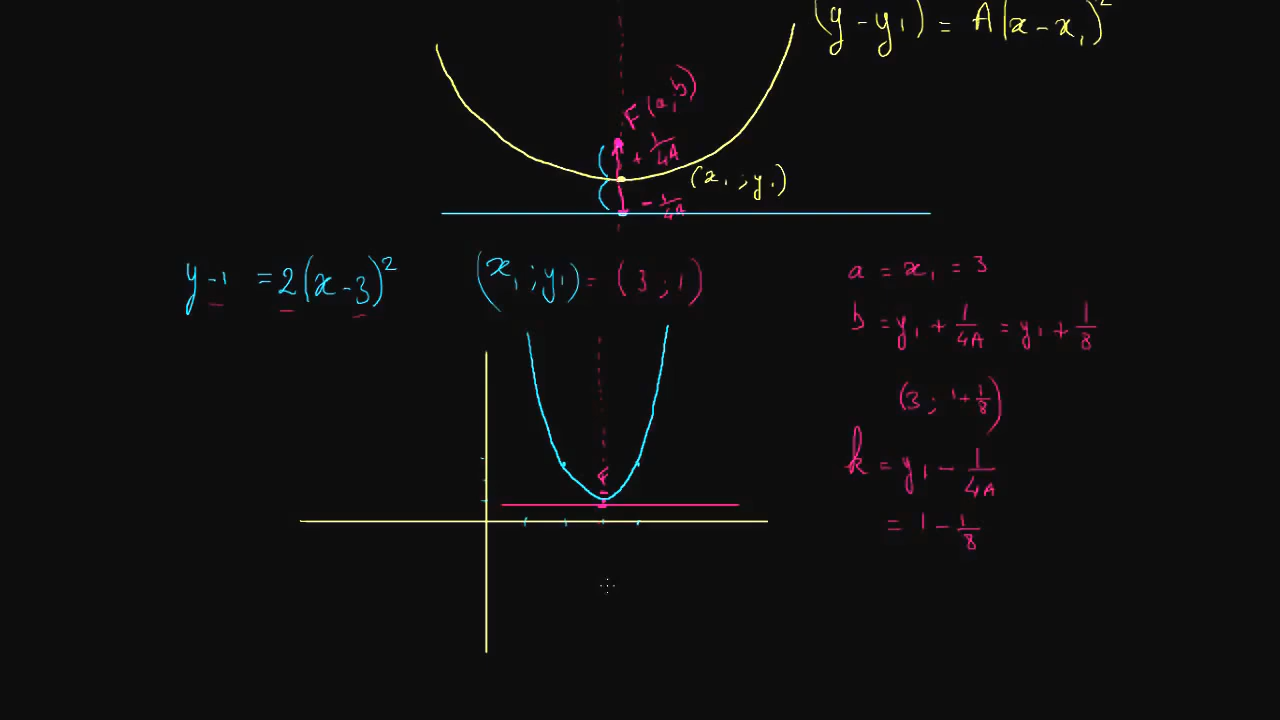 (y - y₁) = A(x - x₁)²
F (a, b)
+ 1/4A
(x₁ ; y₁)
- 1/4A
y - 1 = 2(x - 3)²
(x₁ ; y₁) = (3 ; 1)
a = x₁ = 3
b = y₁ + 1/4A = y₁ + 1/8
(3 ; 1 + 1/8)
F
k = y₁ - 1/4A
= 1 - 1/8